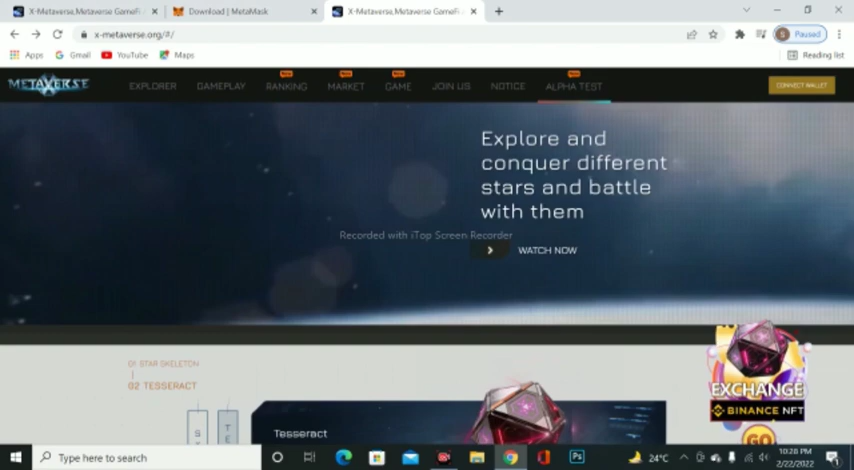 X-Metaverse,Metaverse GameFi
Download | MetaMask
X-Metaverse,Metaverse GameFi
x-metaverse.org/#/
S
Paused
Apps
Gmail
YouTube
Maps
Reading list
METAVERSE
EXPLORER
GAMEPLAY
RANKING
MARKET
GAME
JOIN US
NOTICE
ALPHA TEST
CONNECT WALLET
Explore and
conquer different
stars and battle
with them
Recorded with iTop Screen Recorder
WATCH NOW
01 STAR SKELETON
02 TESSERACT
S
T
E
Tesseract
EXCHANGE
BINANCE NFT
GO
Type here to search
Ps
24°C
10:28 PM
2/22/2022